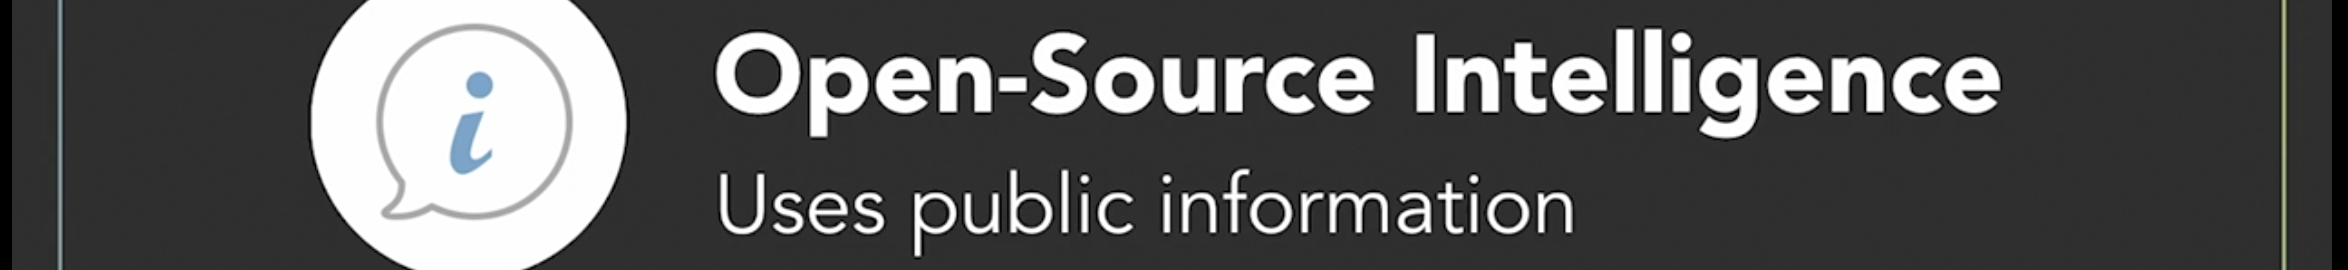 Open-Source Intelligence
Uses public information